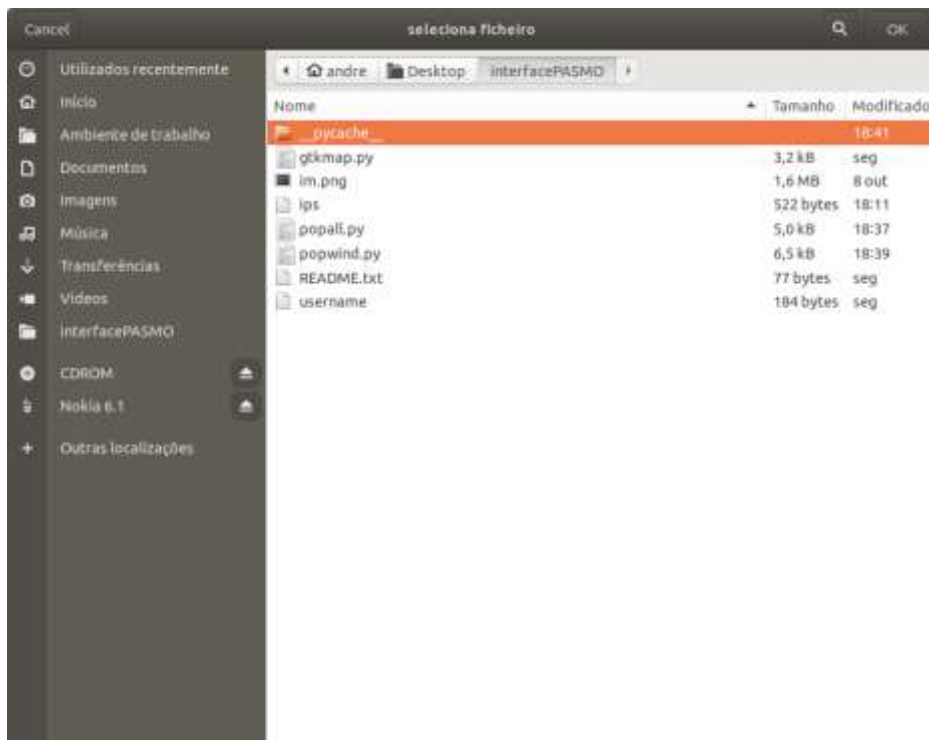 Cancel seleciona ficheiro OK
Utilizados recentemente
Início
Ambiente de trabalho
Documentos
Imagens
Música
Transferências
Vídeos
interfacePASMO
CDROM
Nokia 6.1
Outras localizações
andre Desktop interfacePASMO
Nome Tamanho Modificado
__pycache__ 18:41
gtkmap.py 3,2 kB seg
im.png 1,6 MB 8 out
ips 522 bytes 18:11
popall.py 5,0 kB 18:37
popwind.py 6,5 kB 18:39
README.txt 77 bytes seg
username 184 bytes seg